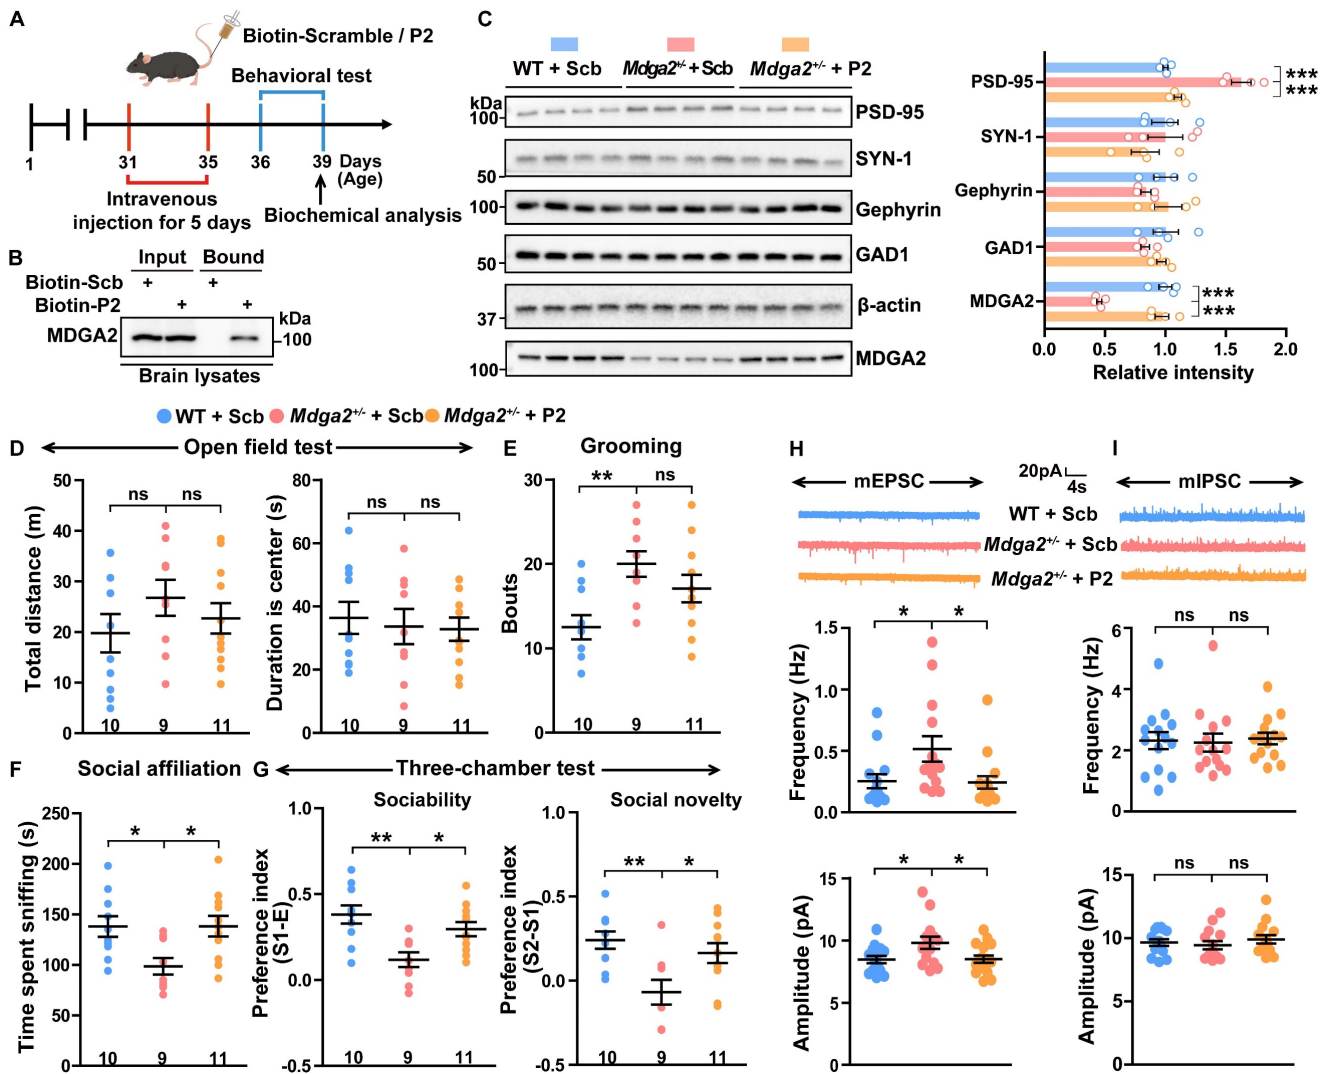 A
Biotin-Scramble / P2
Behavioral test
1
31
35
36
39
Days
(Age)
Intravenous
injection for 5 days
Biochemical analysis
B
Input
Bound
Biotin-Scb
+
+
Biotin-P2
+
+
kDa
MDGA2
100
Brain lysates
C
WT + Scb
Mdga2+/- + Scb
Mdga2+/- + P2
kDa
100
PSD-95
SYN-1
50
100
Gephyrin
50
GAD1
37
β-actin
100
MDGA2
PSD-95
***
***
SYN-1
Gephyrin
GAD1
MDGA2
***
***
0.0
0.5
1.0
1.5
2.0
Relative intensity
WT + Scb
Mdga2+/- + Scb
Mdga2+/- + P2
D
Open field test
Total distance (m)
50
40
30
20
10
0
ns
ns
10
9
11
Duration is center (s)
80
60
40
20
0
ns
ns
10
9
11
E
Grooming
Bouts
30
20
10
0
**
ns
10
9
11
F
Social affiliation
Time spent sniffing (s)
250
200
150
100
50
0
*
*
10
9
11
G
Three-chamber test
Sociability
Preference index
(S1-E)
1.0
0.5
0.0
-0.5
**
*
10
9
11
Social novelty
Preference index
(S2-S1)
1.0
0.5
0.0
-0.5
**
*
10
9
11
H
mEPSC
20pA
4s
I
mIPSC
WT + Scb
Mdga2+/- + Scb
Mdga2+/- + P2
Frequency (Hz)
1.5
1.0
0.5
0.0
*
*
Amplitude (pA)
15
10
5
0
*
*
Frequency (Hz)
6
4
2
0
ns
ns
Amplitude (pA)
15
10
5
0
ns
ns